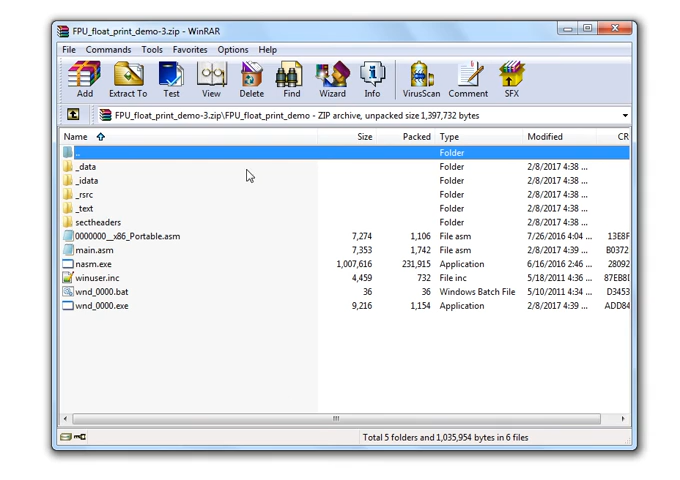 FPU_float_print_demo-3.zip - WinRAR
File Commands Tools Favorites Options Help
Add Extract To Test View Delete Find Wizard Info VirusScan Comment SFX
FPU_float_print_demo-3.zip\FPU_float_print_demo - ZIP archive, unpacked size 1,397,732 bytes
Name Size Packed Type Modified CR
.. Folder
_data Folder 2/8/2017 4:38 ...
_idata Folder 2/8/2017 4:38 ...
_rsrc Folder 2/8/2017 4:38 ...
_text Folder 2/8/2017 4:38 ...
sectheaders Folder 2/8/2017 4:38 ...
0000000__x86_Portable.asm 7,274 1,106 File asm 7/26/2016 4:04 ... 13E8F
main.asm 7,353 1,742 File asm 2/8/2017 4:39 ... B0372
nasm.exe 1,007,616 231,915 Application 6/16/2016 2:46 ... 28092
winuser.inc 4,459 732 File inc 5/18/2011 4:36 ... 87EB8
wnd_0000.bat 36 36 Windows Batch File 5/10/2011 4:34 ... D3453
wnd_0000.exe 9,216 1,154 Application 2/8/2017 4:39 ... ADD84
Total 5 folders and 1,035,954 bytes in 6 files